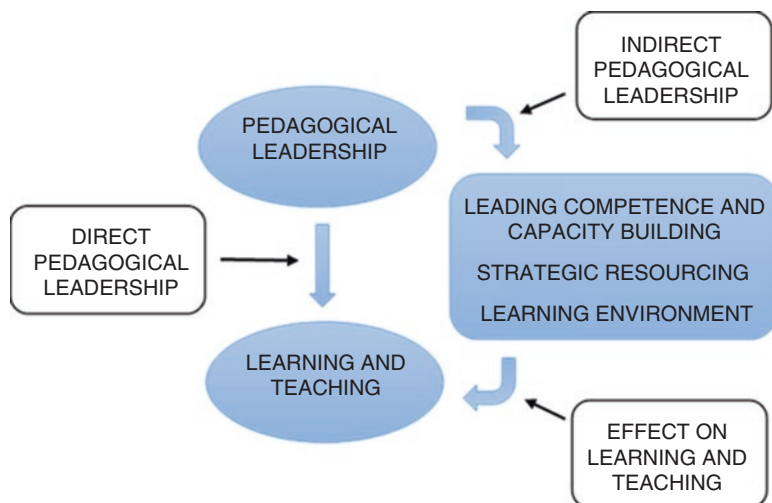 INDIRECT
PEDAGOGICAL
LEADERSHIP
PEDAGOGICAL
LEADERSHIP
LEADING COMPETENCE AND
CAPACITY BUILDING
STRATEGIC RESOURCING
LEARNING ENVIRONMENT
DIRECT
PEDAGOGICAL
LEADERSHIP
LEARNING AND
TEACHING
EFFECT ON
LEARNING AND
TEACHING